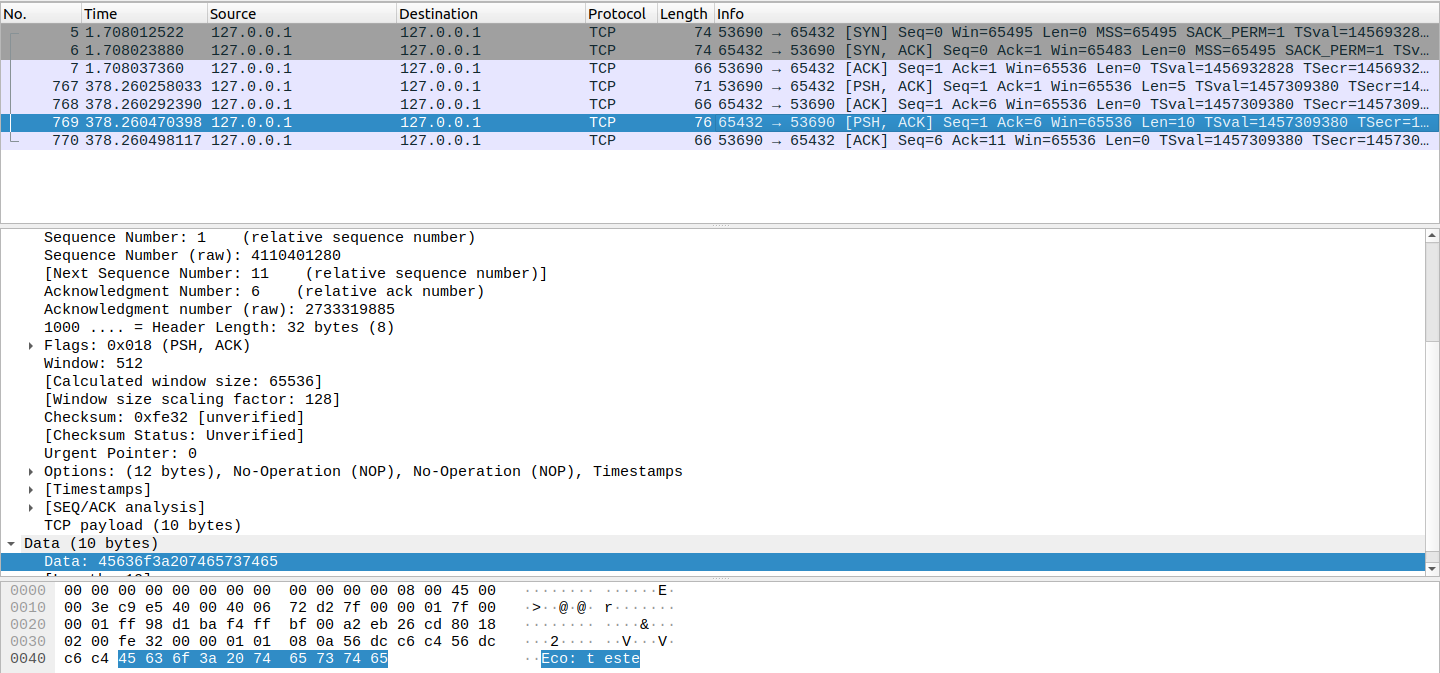 No. Time Source Destination Protocol Length Info
5 1.708012522 127.0.0.1 127.0.0.1 TCP 74 53690 → 65432 [SYN] Seq=0 Win=65495 Len=0 MSS=65495 SACK_PERM=1 TSval=14569328…
6 1.708023880 127.0.0.1 127.0.0.1 TCP 74 65432 → 53690 [SYN, ACK] Seq=0 Ack=1 Win=65483 Len=0 MSS=65495 SACK_PERM=1 TSv…
7 1.708037360 127.0.0.1 127.0.0.1 TCP 66 53690 → 65432 [ACK] Seq=1 Ack=1 Win=65536 Len=0 TSval=1456932828 TSecr=1456932…
767 378.260258033 127.0.0.1 127.0.0.1 TCP 71 53690 → 65432 [PSH, ACK] Seq=1 Ack=1 Win=65536 Len=5 TSval=1457309380 TSecr=14…
768 378.260292390 127.0.0.1 127.0.0.1 TCP 66 65432 → 53690 [ACK] Seq=1 Ack=6 Win=65536 Len=0 TSval=1457309380 TSecr=1457309…
769 378.260470398 127.0.0.1 127.0.0.1 TCP 76 65432 → 53690 [PSH, ACK] Seq=1 Ack=6 Win=65536 Len=10 TSval=1457309380 TSecr=1…
770 378.260498117 127.0.0.1 127.0.0.1 TCP 66 53690 → 65432 [ACK] Seq=6 Ack=11 Win=65536 Len=0 TSval=1457309380 TSecr=145730…
Sequence Number: 1 (relative sequence number)
Sequence Number (raw): 4110401280
[Next Sequence Number: 11 (relative sequence number)]
Acknowledgment Number: 6 (relative ack number)
Acknowledgment number (raw): 2733319885
1000 .... = Header Length: 32 bytes (8)
Flags: 0x018 (PSH, ACK)
Window: 512
[Calculated window size: 65536]
[Window size scaling factor: 128]
Checksum: 0xfe32 [unverified]
[Checksum Status: Unverified]
Urgent Pointer: 0
Options: (12 bytes), No-Operation (NOP), No-Operation (NOP), Timestamps
[Timestamps]
[SEQ/ACK analysis]
TCP payload (10 bytes)
Data (10 bytes)
Data: 45636f3a207465737465
0000 00 00 00 00 00 00 00 00 00 00 00 00 08 00 45 00 ········ ······E·
0010 00 3e c9 e5 40 00 40 06 72 d2 7f 00 00 01 7f 00 ·>··@·@· r·······
0020 00 01 ff 98 d1 ba f4 ff bf 00 a2 eb 26 cd 80 18 ········ ····&···
0030 02 00 fe 32 00 00 01 01 08 0a 56 dc c6 c4 56 dc ···2···· ··V···V·
0040 c6 c4 45 63 6f 3a 20 74 65 73 74 65 ··Eco: t este